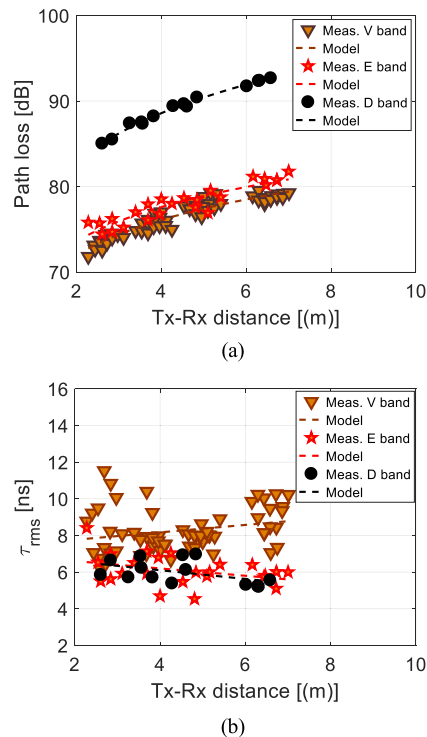 100
90
80
70
Path loss [dB]
Meas. V band
Model
Meas. E band
Model
Meas. D band
Model
2 4 6 8 10
Tx-Rx distance [(m)]
(a)
16
14
12
10
8
6
4
2
τrms [ns]
Meas. V band
Model
Meas. E band
Model
Meas. D band
Model
2 4 6 8 10
Tx-Rx distance [(m)]
(b)